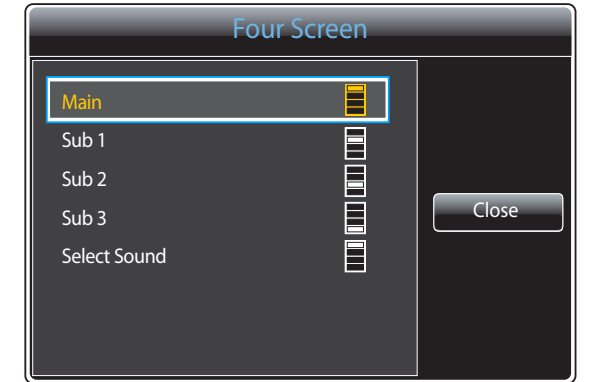 Four Screen
Main
Sub 1
Sub 2
Sub 3
Close
Select Sound